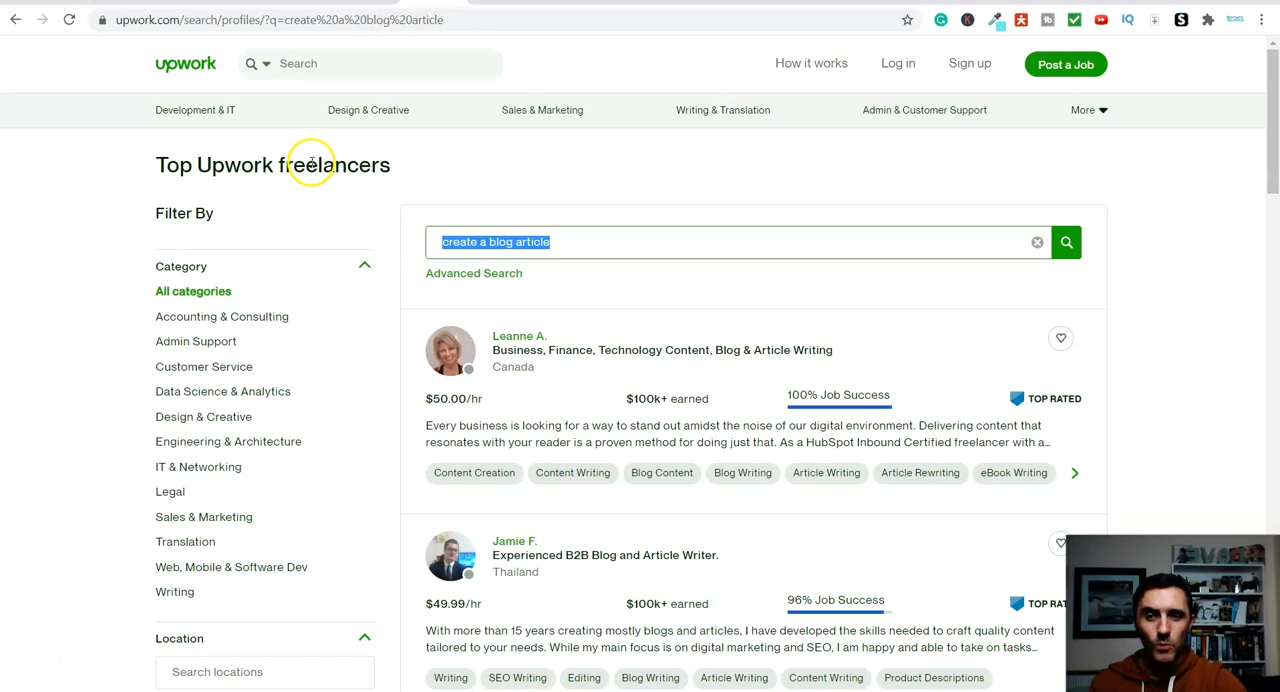 upwork.com/search/profiles/?q=create%20a%20blog%20article
upwork
Search
How it works
Log in
Sign up
Post a Job
Development & IT
Design & Creative
Sales & Marketing
Writing & Translation
Admin & Customer Support
More
Top Upwork freelancers
Filter By
Category
All categories
Accounting & Consulting
Admin Support
Customer Service
Data Science & Analytics
Design & Creative
Engineering & Architecture
IT & Networking
Legal
Sales & Marketing
Translation
Web, Mobile & Software Dev
Writing
Location
Search locations
create a blog article
Advanced Search
Leanne A.
Business, Finance, Technology Content, Blog & Article Writing
Canada
$50.00/hr
$100k+ earned
100% Job Success
TOP RATED
Every business is looking for a way to stand out amidst the noise of our digital environment. Delivering content that
resonates with your reader is a proven method for doing just that. As a HubSpot Inbound Certified freelancer with a…
Content Creation
Content Writing
Blog Content
Blog Writing
Article Writing
Article Rewriting
eBook Writing
Jamie F.
Experienced B2B Blog and Article Writer.
Thailand
$49.99/hr
$100k+ earned
96% Job Success
TOP RAT
With more than 15 years creating mostly blogs and articles, I have developed the skills needed to craft quality content
tailored to your needs. While my main focus is on digital marketing and SEO, I am happy and able to take on tasks…
Writing
SEO Writing
Editing
Blog Writing
Article Writing
Content Writing
Product Descriptions